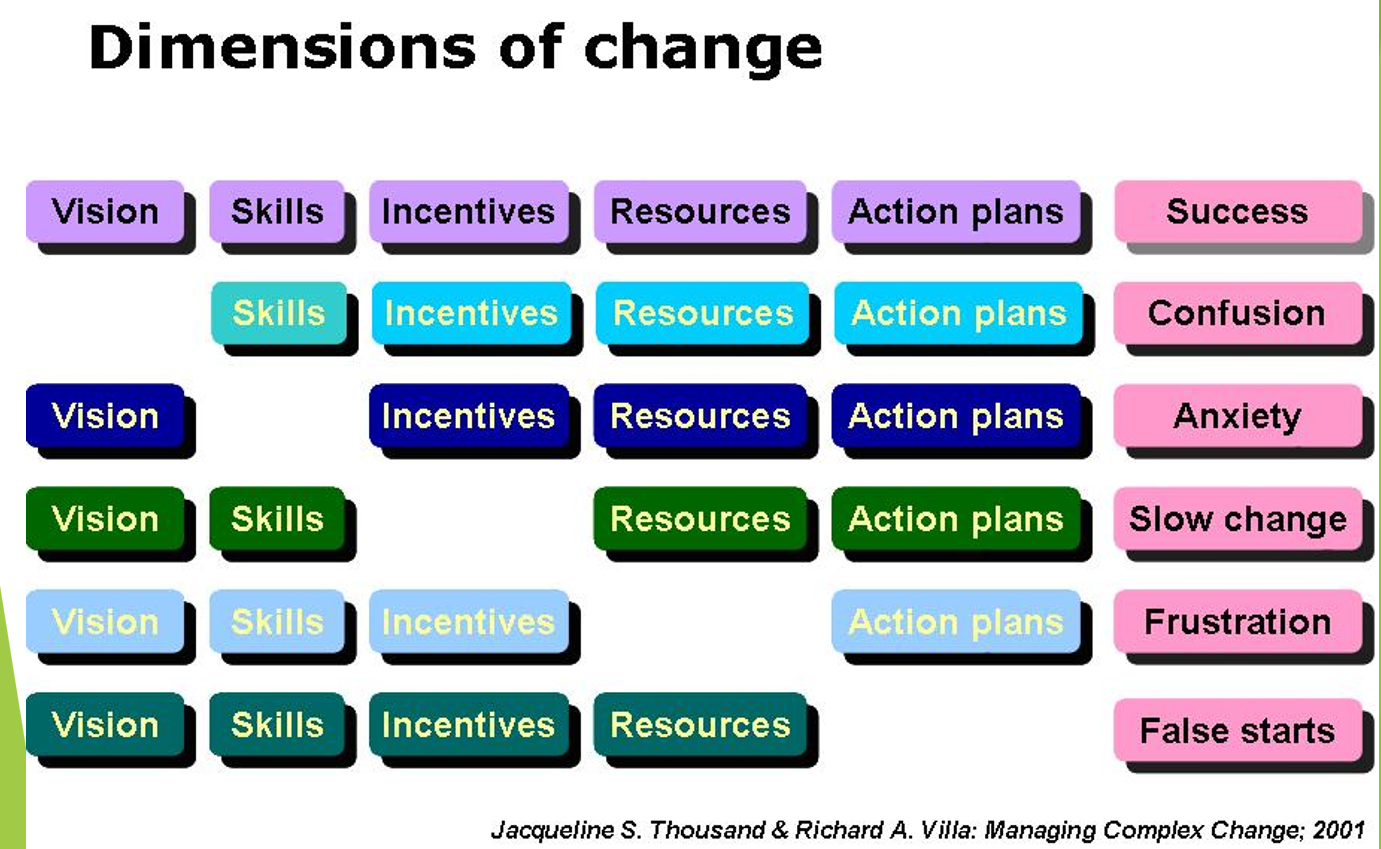 Dimensions of change
Vision Skills Incentives Resources Action plans Success
Skills Incentives Resources Action plans Confusion
Vision Incentives Resources Action plans Anxiety
Vision Skills Resources Action plans Slow change
Vision Skills Incentives Action plans Frustration
Vision Skills Incentives Resources False starts
Jacqueline S. Thousand & Richard A. Villa: Managing Complex Change; 2001